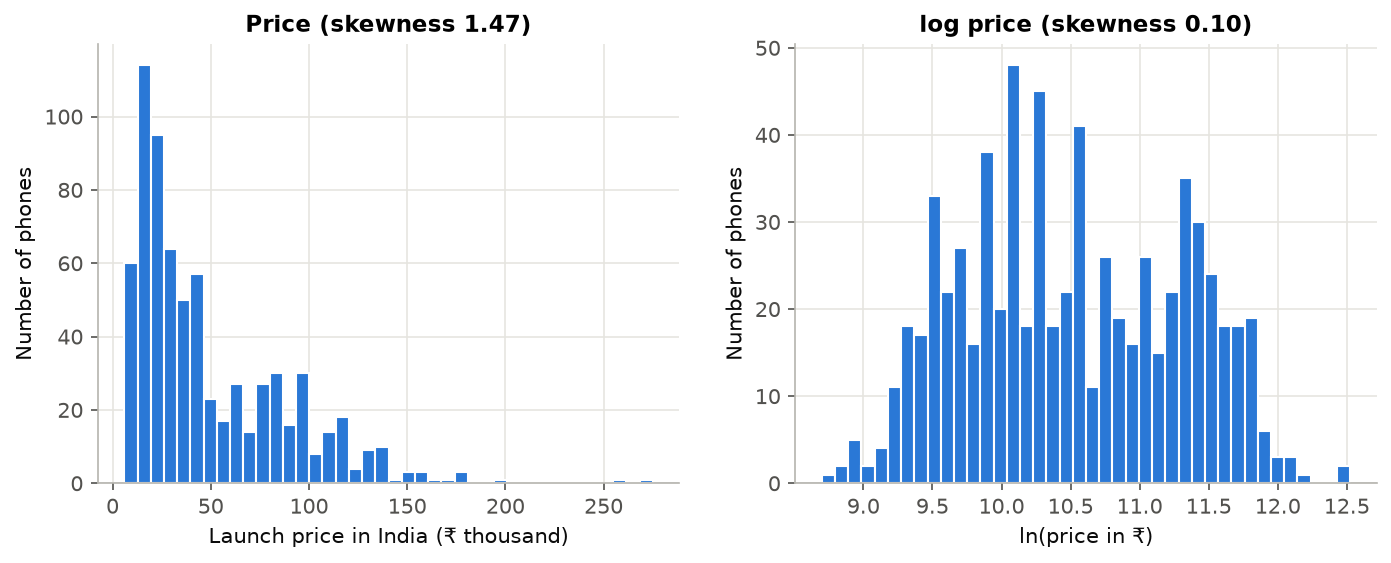 Price (skewness 1.47)
Number of phones
100
80
60
40
20
0
0 50 100 150 200 250
Launch price in India (₹ thousand)
log price (skewness 0.10)
Number of phones
50
40
30
20
10
0
9.0 9.5 10.0 10.5 11.0 11.5 12.0 12.5
ln(price in ₹)